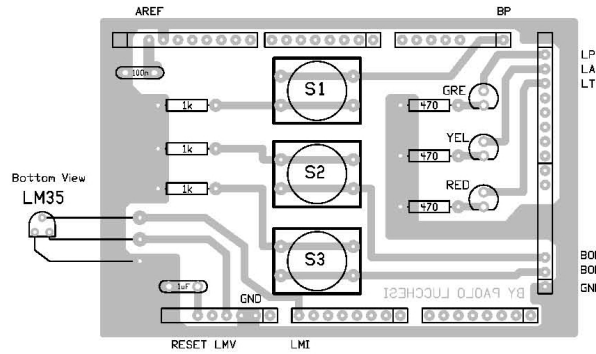 AREF
BP
LP
100n
LA
S1
GRE
LT
1k
470
YEL
1k
S2
470
Bottom View
1k
RED
LM35
470
S3
BO
BO
1uF
GND
BY PAOLO LUCCHESI
GN
RESET LMV
LMI